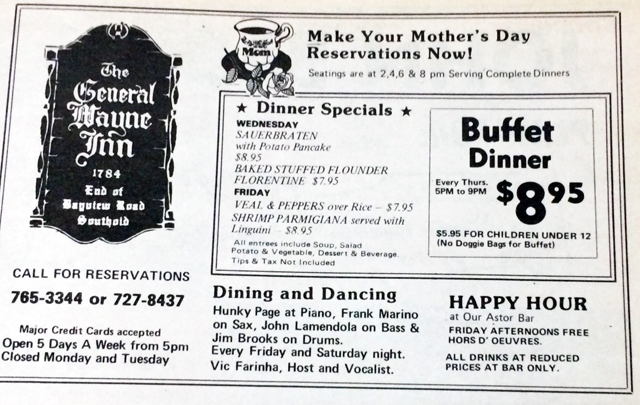 The
General
Wayne
Inn
1784
End of
Bayview Road
Southold
CALL FOR RESERVATIONS
765-3344 or 727-8437
Major Credit Cards accepted
Open 5 Days A Week from 5pm
Closed Monday and Tuesday
Mom
Make Your Mother's Day
Reservations Now!
Seatings are at 2,4,6 & 8 pm Serving Complete Dinners
★ Dinner Specials ★
WEDNESDAY
SAUERBRATEN
with Potato Pancake
$8.95
BAKED STUFFED FLOUNDER
FLORENTINE $7.95
FRIDAY
VEAL & PEPPERS over Rice – $7.95
SHRIMP PARMIGIANA served with
Linguini – $8.95
All entrees include Soup, Salad
Potato & Vegetable, Dessert & Beverage.
Tips & Tax Not Included
Buffet
Dinner
Every Thurs.
5PM to 9PM
$8.95
$5.95 FOR CHILDREN UNDER 12
(No Doggie Bags for Buffet)
Dining and Dancing
Hunky Page at Piano, Frank Marino
on Sax, John Lamendola on Bass &
Jim Brooks on Drums.
Every Friday and Saturday night.
Vic Farinha, Host and Vocalist.
HAPPY HOUR
at Our Astor Bar
FRIDAY AFTERNOONS FREE
HORS D' OEUVRES.
ALL DRINKS AT REDUCED
PRICES AT BAR ONLY.